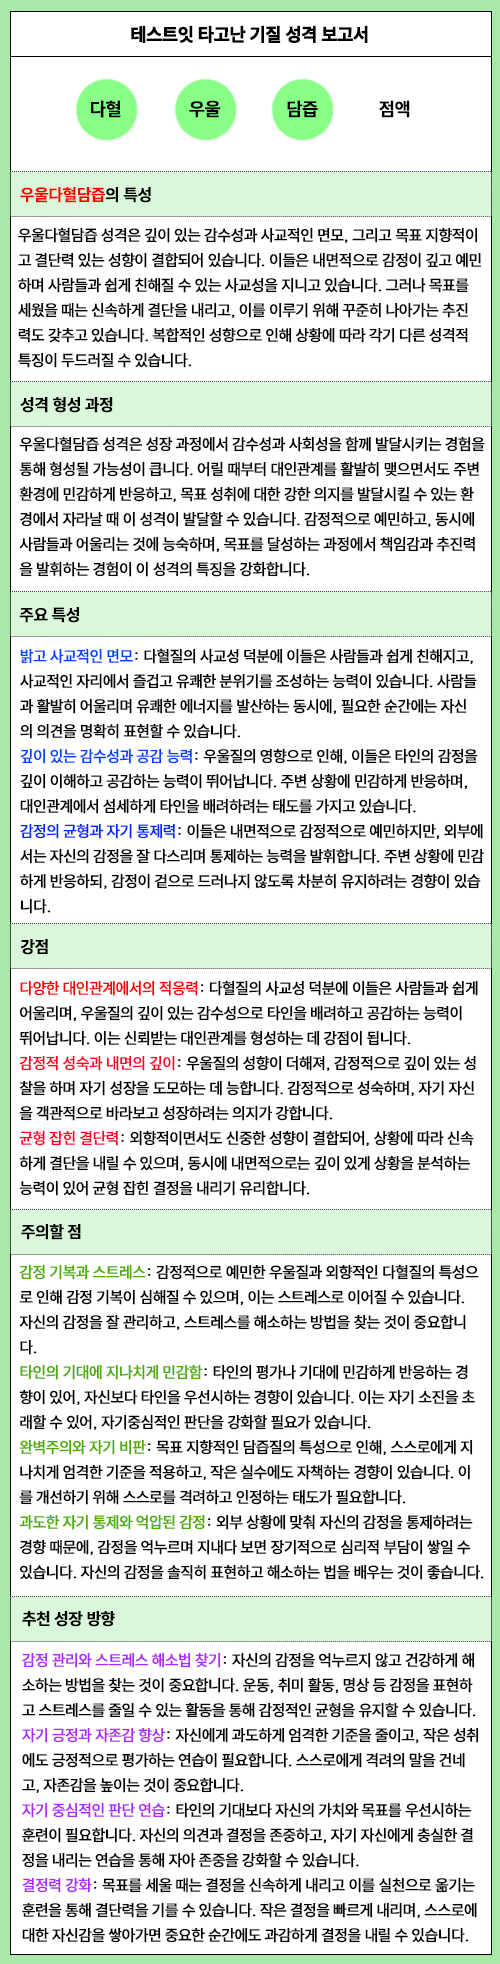 테스트잇 타고난 기질 성격 보고서
다혈 우울 담즙 점액
우울다혈담즙의 특성
우울다혈담즙 성격은 깊이 있는 감수성과 사교적인 면모, 그리고 목표 지향적이
고 결단력 있는 성향이 결합되어 있습니다. 이들은 내면적으로 감정이 깊고 예민
하며 사람들과 쉽게 친해질 수 있는 사교성을 지니고 있습니다. 그러나 목표를
세웠을 때는 신속하게 결단을 내리고, 이를 이루기 위해 꾸준히 나아가는 추진
력도 갖추고 있습니다. 복합적인 성향으로 인해 상황에 따라 각기 다른 성격적
특징이 두드러질 수 있습니다.
성격 형성 과정
우울다혈담즙 성격은 성장 과정에서 감수성과 사회성을 함께 발달시키는 경험을
통해 형성될 가능성이 큽니다. 어릴 때부터 대인관계를 활발히 맺으면서도 주변
환경에 민감하게 반응하고, 목표 성취에 대한 강한 의지를 발달시킬 수 있는 환
경에서 자라날 때 이 성격이 발달할 수 있습니다. 감정적으로 예민하고, 동시에
사람들과 어울리는 것에 능숙하며, 목표를 달성하는 과정에서 책임감과 추진력
을 발휘하는 경험이 이 성격의 특징을 강화합니다.
주요 특성
밝고 사교적인 면모: 다혈질의 사교성 덕분에 이들은 사람들과 쉽게 친해지고,
사교적인 자리에서 즐겁고 유쾌한 분위기를 조성하는 능력이 있습니다. 사람들
과 활발히 어울리며 유쾌한 에너지를 발산하는 동시에, 필요한 순간에는 자신
의 의견을 명확히 표현할 수 있습니다.
깊이 있는 감수성과 공감 능력: 우울질의 영향으로 인해, 이들은 타인의 감정을
깊이 이해하고 공감하는 능력이 뛰어납니다. 주변 상황에 민감하게 반응하며,
대인관계에서 섬세하게 타인을 배려하려는 태도를 가지고 있습니다.
감정의 균형과 자기 통제력: 이들은 내면적으로 감정적으로 예민하지만, 외부에
서는 자신의 감정을 잘 다스리며 통제하는 능력을 발휘합니다. 주변 상황에 민감
하게 반응하되, 감정이 겉으로 드러나지 않도록 차분히 유지하려는 경향이 있습
니다.
강점
다양한 대인관계에서의 적응력: 다혈질의 사교성 덕분에 이들은 사람들과 쉽게
어울리며, 우울질의 깊이 있는 감수성으로 타인을 배려하고 공감하는 능력이
뛰어납니다. 이는 신뢰받는 대인관계를 형성하는 데 강점이 됩니다.
감정적 성숙과 내면의 깊이: 우울질의 성향이 더해져, 감정적으로 깊이 있는 성
찰을 하며 자기 성장을 도모하는 데 능합니다. 감정적으로 성숙하며, 자기 자신
을 객관적으로 바라보고 성장하려는 의지가 강합니다.
균형 잡힌 결단력: 외향적이면서도 신중한 성향이 결합되어, 상황에 따라 신속
하게 결단을 내릴 수 있으며, 동시에 내면적으로는 깊이 있게 상황을 분석하는
능력이 있어 균형 잡힌 결정을 내리기 유리합니다.
주의할 점
감정 기복과 스트레스: 감정적으로 예민한 우울질과 외향적인 다혈질의 특성으
로 인해 감정 기복이 심해질 수 있으며, 이는 스트레스로 이어질 수 있습니다.
자신의 감정을 잘 관리하고, 스트레스를 해소하는 방법을 찾는 것이 중요합니
다.
타인의 기대에 지나치게 민감함: 타인의 평가나 기대에 민감하게 반응하는 경
향이 있어, 자신보다 타인을 우선시하는 경향이 있습니다. 이는 자기 소진을 초
래할 수 있어, 자기중심적인 판단을 강화할 필요가 있습니다.
완벽주의와 자기 비판: 목표 지향적인 담즙질의 특성으로 인해, 스스로에게 지
나치게 엄격한 기준을 적용하고, 작은 실수에도 자책하는 경향이 있습니다. 이
를 개선하기 위해 스스로를 격려하고 인정하는 태도가 필요합니다.
과도한 자기 통제와 억압된 감정: 외부 상황에 맞춰 자신의 감정을 통제하려는
경향 때문에, 감정을 억누르며 지내다 보면 장기적으로 심리적 부담이 쌓일 수
있습니다. 자신의 감정을 솔직히 표현하고 해소하는 법을 배우는 것이 좋습니다.
추천 성장 방향
감정 관리와 스트레스 해소법 찾기: 자신의 감정을 억누르지 않고 건강하게 해
소하는 방법을 찾는 것이 중요합니다. 운동, 취미 활동, 명상 등 감정을 표현하
고 스트레스를 줄일 수 있는 활동을 통해 감정적인 균형을 유지할 수 있습니다.
자기 긍정과 자존감 향상: 자신에게 과도하게 엄격한 기준을 줄이고, 작은 성취
에도 긍정적으로 평가하는 연습이 필요합니다. 스스로에게 격려의 말을 건네
고, 자존감을 높이는 것이 중요합니다.
자기 중심적인 판단 연습: 타인의 기대보다 자신의 가치와 목표를 우선시하는
훈련이 필요합니다. 자신의 의견과 결정을 존중하고, 자기 자신에게 충실한 결
정을 내리는 연습을 통해 자아 존중을 강화할 수 있습니다.
결정력 강화: 목표를 세울 때는 결정을 신속하게 내리고 이를 실천으로 옮기는
훈련을 통해 결단력을 기를 수 있습니다. 작은 결정을 빠르게 내리며, 스스로에
대한 자신감을 쌓아가면 중요한 순간에도 과감하게 결정을 내릴 수 있습니다.